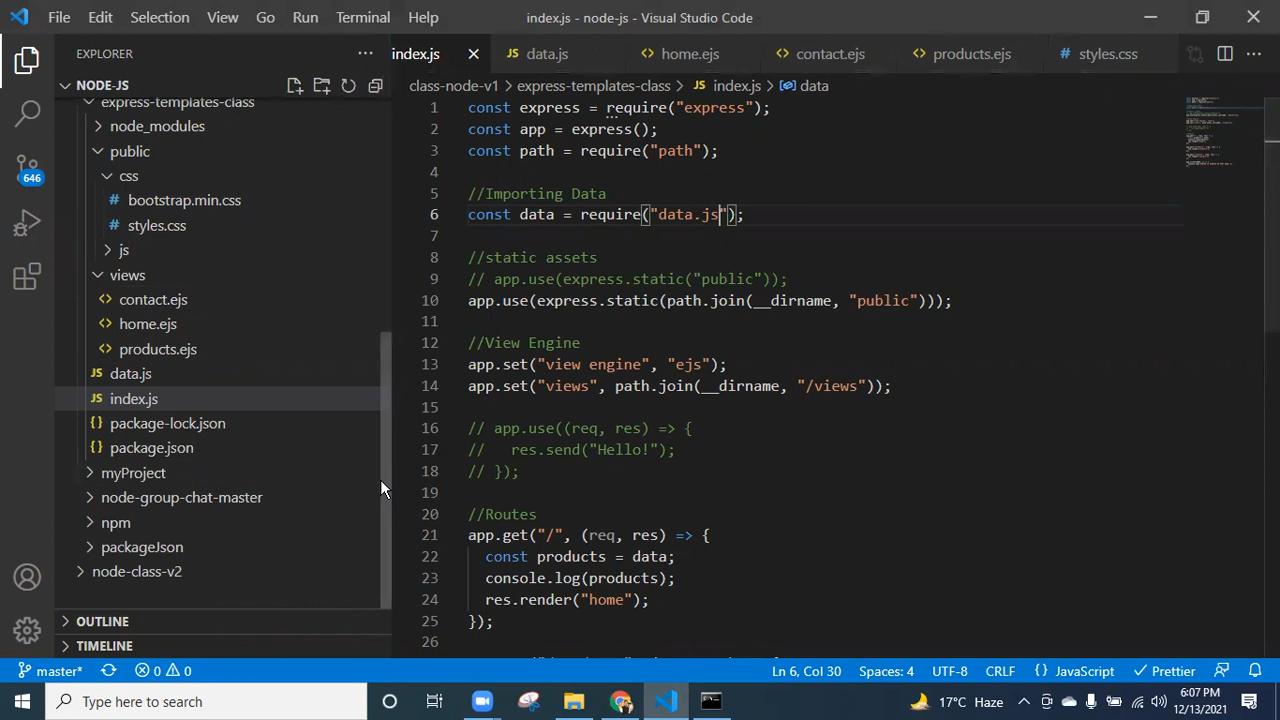 File Edit Selection View Go Run Terminal Help index.js - node-js - Visual Studio Code
EXPLORER
index.js data.js home.ejs contact.ejs products.ejs styles.css
NODE-JS
class-node-v1 > express-templates-class > JS index.js > data
express-templates-class
node_modules
public
css
# bootstrap.min.css
# styles.css
js
views
<> contact.ejs
<> home.ejs
<> products.ejs
JS data.js
JS index.js
{} package-lock.json
{} package.json
myProject
node-group-chat-master
npm
packageJson
node-class-v2
OUTLINE
TIMELINE
646
1 const express = require("express");
2 const app = express();
3 const path = require("path");
4
5 //Importing Data
6 const data = require("data.js");
7
8 //static assets
9 // app.use(express.static("public"));
10 app.use(express.static(path.join(__dirname, "public")));
11
12 //View Engine
13 app.set("view engine", "ejs");
14 app.set("views", path.join(__dirname, "/views"));
15
16 // app.use((req, res) => {
17 //   res.send("Hello!");
18 // });
19
20 //Routes
21 app.get("/", (req, res) => {
22   const products = data;
23   console.log(products);
24   res.render("home");
25 });
26
master* 0 0 Ln 6, Col 30 Spaces: 4 UTF-8 CRLF {} JavaScript Prettier
Type here to search
17°C Haze
6:07 PM
12/13/2021